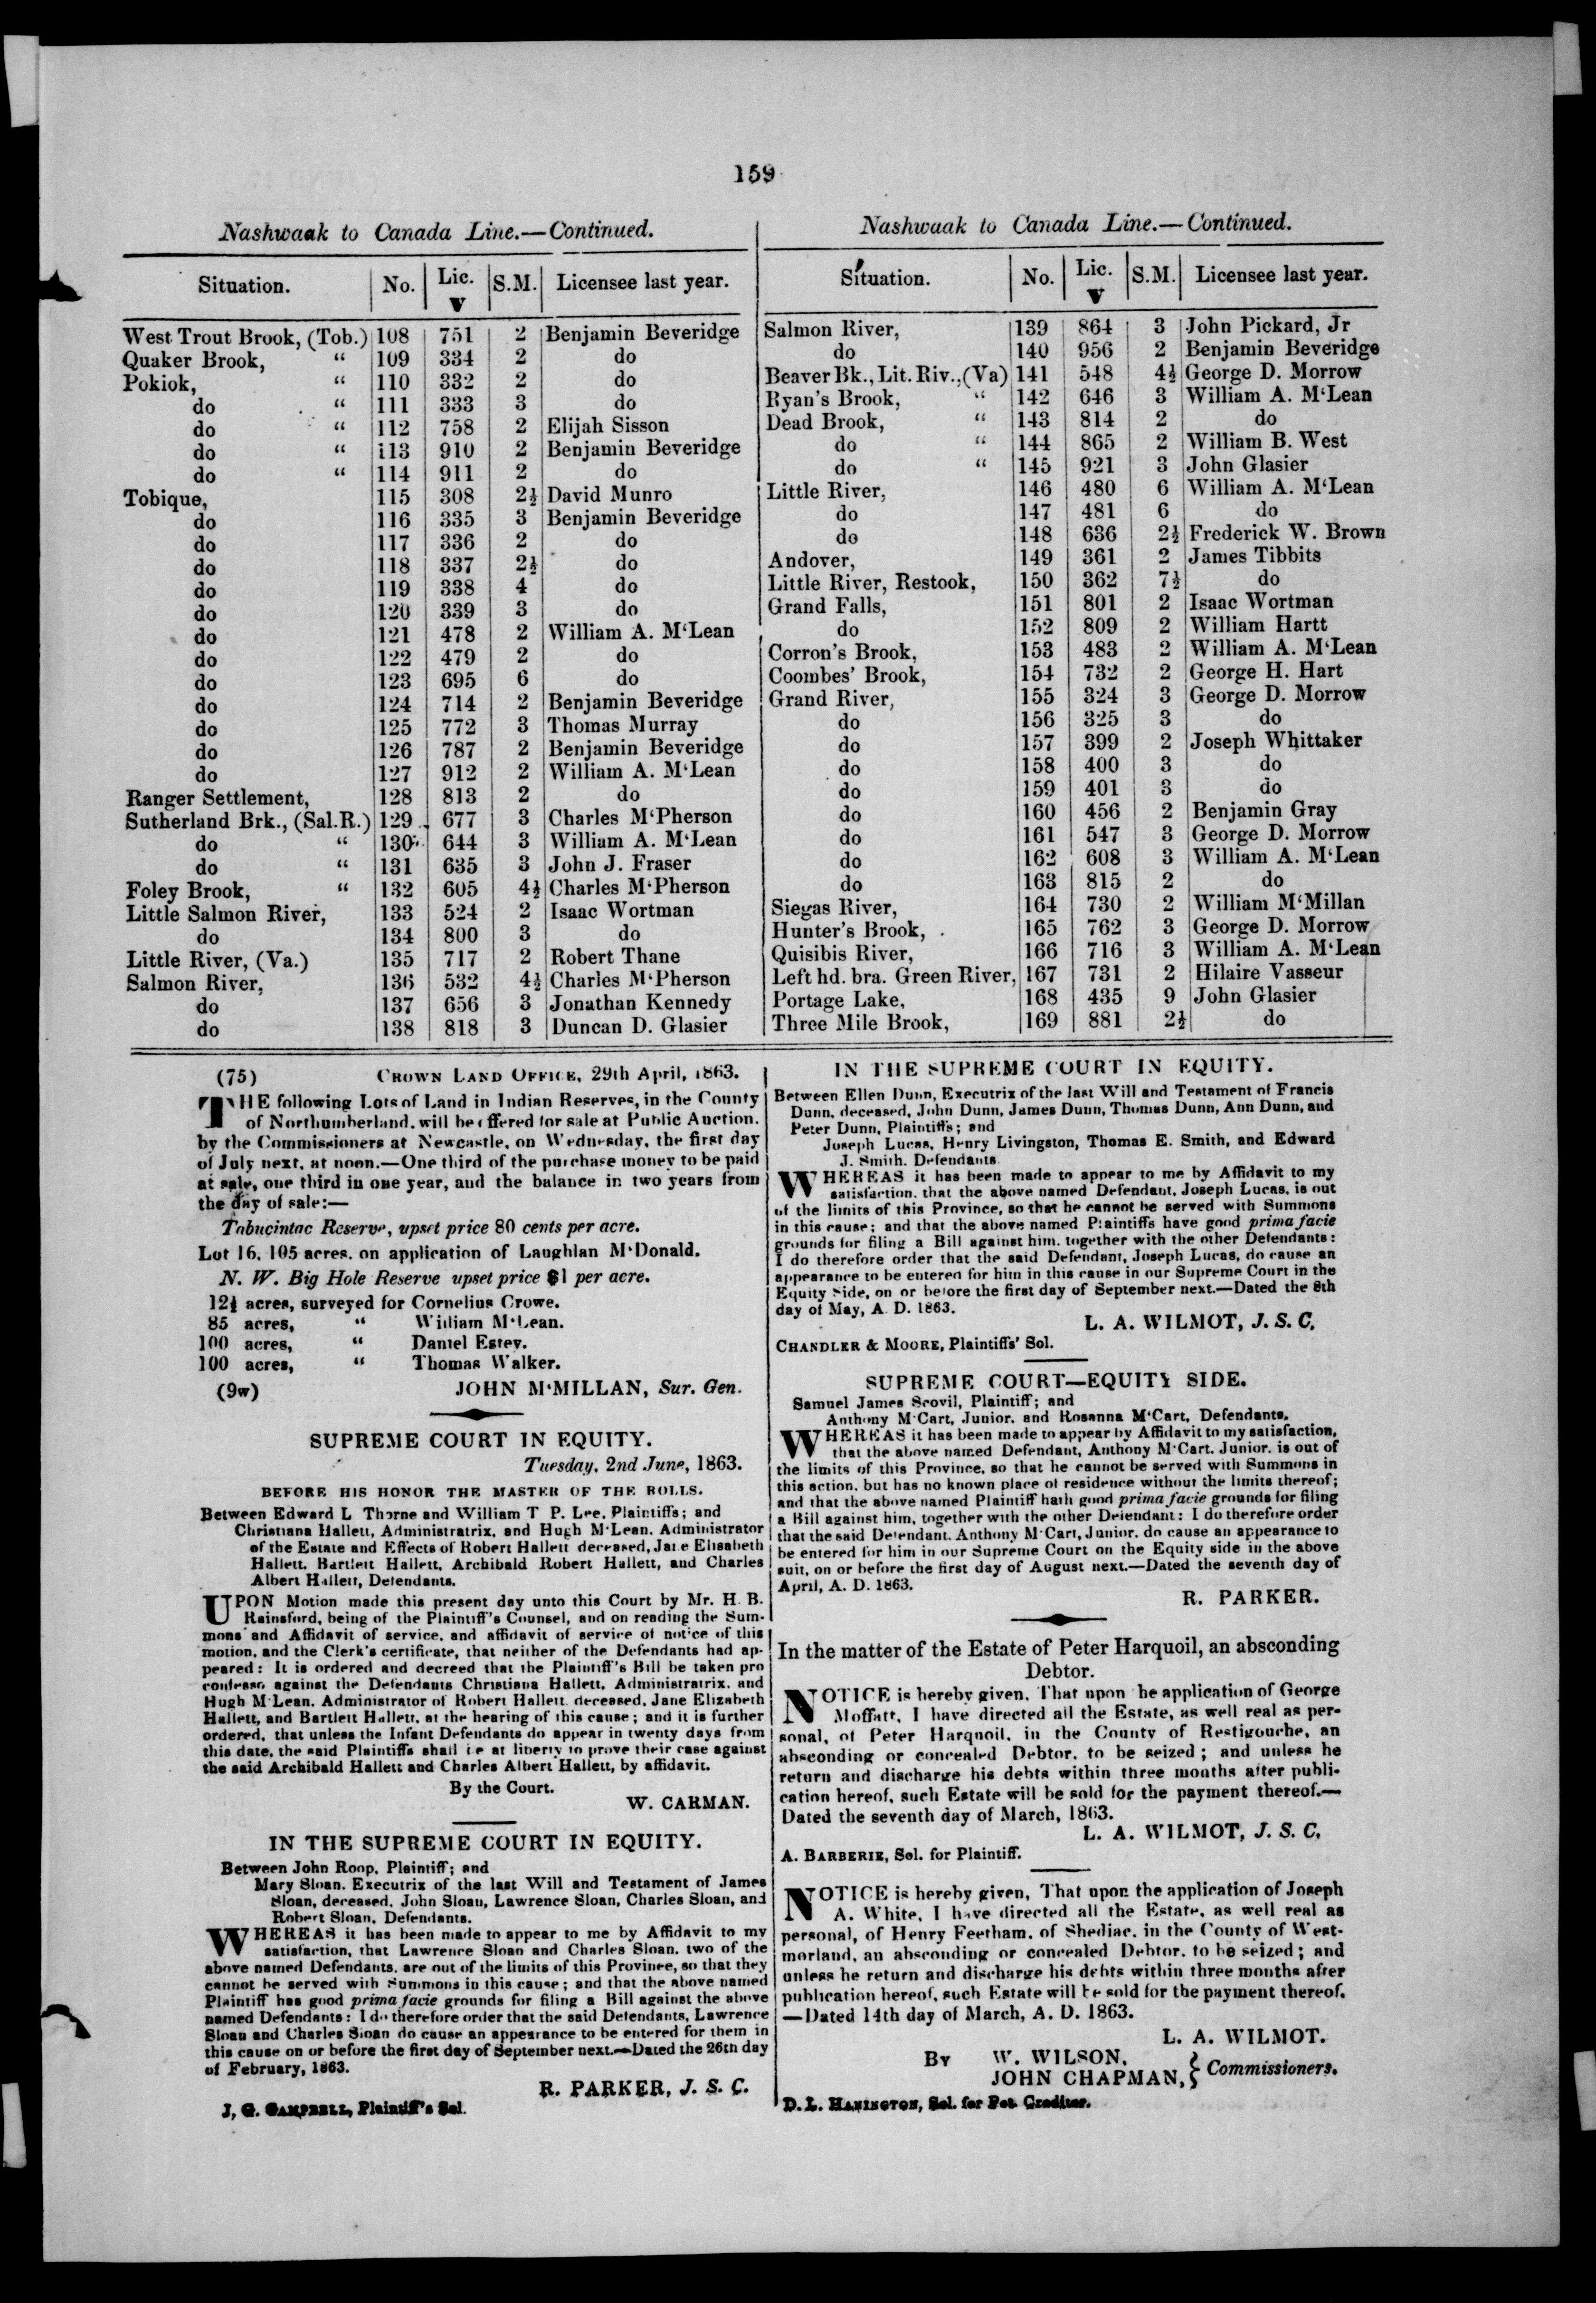 159
Nashwaak to Canada Line.—Continued.
Situation. No. Lic. V S.M. Licensee last year.
West Trout Brook, (Tob.) 108 751 2 Benjamin Beveridge
Quaker Brook, “ 109 334 2 do
Pokiok, “ 110 332 2 do
do “ 111 333 3 do
do “ 112 758 2 Elijah Sisson
do “ 113 910 2 Benjamin Beveridge
do “ 114 911 2 do
Tobique, 115 308 2½ David Munro
do 116 335 3 Benjamin Beveridge
do 117 336 2 do
do 118 337 2½ do
do 119 338 4 do
do 120 339 3 do
do 121 478 2 William A. M‘Lean
do 122 479 2 do
do 123 695 6 do
do 124 714 2 Benjamin Beveridge
do 125 772 3 Thomas Murray
do 126 787 2 Benjamin Beveridge
do 127 912 2 William A. M‘Lean
Ranger Settlement, 128 813 2 do
Sutherland Brk., (Sal.R.) 129 677 3 Charles M‘Pherson
do “ 130 644 3 William A. M‘Lean
do “ 131 635 3 John J. Fraser
Foley Brook, “ 132 605 4½ Charles M‘Pherson
Little Salmon River, 133 524 2 Isaac Wortman
do 134 800 3 do
Little River, (Va.) 135 717 2 Robert Thane
Salmon River, 136 532 4½ Charles M‘Pherson
do 137 656 3 Jonathan Kennedy
do 138 818 3 Duncan D. Glasier
Nashwaak to Canada Line.—Continued.
Situation. No. Lic. V S.M. Licensee last year.
Salmon River, 139 864 3 John Pickard, Jr
do 140 956 2 Benjamin Beveridge
Beaver Bk., Lit. Riv., (Va) 141 548 4½ George D. Morrow
Ryan's Brook, “ 142 646 3 William A. M‘Lean
Dead Brook, “ 143 814 2 do
do “ 144 865 2 William B. West
do “ 145 921 3 John Glasier
Little River, 146 480 6 William A. M‘Lean
do 147 481 6 do
do 148 636 2½ Frederick W. Brown
Andover, 149 361 2 James Tibbits
Little River, Restook, 150 362 7½ do
Grand Falls, 151 801 2 Isaac Wortman
do 152 809 2 William Hartt
Corron's Brook, 153 483 2 William A. M‘Lean
Coombes' Brook, 154 732 2 George H. Hart
Grand River, 155 324 3 George D. Morrow
do 156 325 3 do
do 157 399 2 Joseph Whittaker
do 158 400 3 do
do 159 401 3 do
do 160 456 2 Benjamin Gray
do 161 547 3 George D. Morrow
do 162 608 3 William A. M‘Lean
do 163 815 2 do
Siegas River, 164 730 2 William M‘Millan
Hunter's Brook, 165 762 3 George D. Morrow
Quisibis River, 166 716 3 William A. M‘Lean
Left hd. bra. Green River, 167 731 2 Hilaire Vasseur
Portage Lake, 168 435 9 John Glasier
Three Mile Brook, 169 881 2½ do
(75) CROWN LAND OFFICE, 29th April, 1863.
THE following Lots of Land in Indian Reserves, in the County
of Northumberland, will be offered for sale at Public Auction,
by the Commissioners at Newcastle, on Wednesday, the first day
of July next, at noon.—One third of the purchase money to be paid
at sale, one third in one year, and the balance in two years from
the day of sale:—
Tabucintac Reserve, upset price 80 cents per acre.
Lot 16, 105 acres, on application of Laughlan M‘Donald.
N. W. Big Hole Reserve upset price $1 per acre.
12½ acres, surveyed for Cornelius Crowe.
85 acres, “ William M‘Lean.
100 acres, “ Daniel Estey.
100 acres, “ Thomas Walker.
(9w) JOHN M‘MILLAN, Sur. Gen.
SUPREME COURT IN EQUITY.
Tuesday, 2nd June, 1863.
BEFORE HIS HONOR THE MASTER OF THE ROLLS.
Between Edward L Thorne and William T P. Lee, Plaintiffs; and
Christiana Hallett, Administratrix, and Hugh M‘Lean, Administrator
of the Estate and Effects of Robert Hallett deceased, Jane Elisabeth
Hallett, Bartlett Hallett, Archibald Robert Hallett, and Charles
Albert Hallett, Defendants.
UPON Motion made this present day unto this Court by Mr. H. B.
Rainsford, being of the Plaintiff's Counsel, and on reading the Sum-
mons and Affidavit of service, and affidavit of service of notice of this
motion, and the Clerk's certificate, that neither of the Defendants had ap-
peared: It is ordered and decreed that the Plaintiff's Bill be taken pro
confesso against the Defendants Christiana Hallett, Administratrix, and
Hugh M‘Lean, Administrator of Robert Hallett deceased, Jane Elizabeth
Hallett, and Bartlett Hallett, at the hearing of this cause; and it is further
ordered, that unless the Infant Defendants do appear in twenty days from
this date, the said Plaintiffs shall be at liberty to prove their case against
the said Archibald Hallett and Charles Albert Hallett, by affidavit.
By the Court.
W. CARMAN.
IN THE SUPREME COURT IN EQUITY.
Between John Roop, Plaintiff; and
Mary Sloan, Executrix of the last Will and Testament of James
Sloan, deceased, John Sloan, Lawrence Sloan, Charles Sloan, and
Robert Sloan, Defendants.
WHEREAS it has been made to appear to me by Affidavit to my
satisfaction, that Lawrence Sloan and Charles Sloan, two of the
above named Defendants, are out of the limits of this Province, so that they
cannot be served with Summons in this cause; and that the above named
Plaintiff has good prima facie grounds for filing a Bill against the above
named Defendants: I do therefore order that the said Defendants, Lawrence
Sloan and Charles Sloan do cause an appearance to be entered for them in
this cause on or before the first day of September next.—Dated the 26th day
of February, 1863.
R. PARKER, J. S. C.
J. G. CAMPBELL, Plaintiff's Sol.
IN THE SUPREME COURT IN EQUITY.
Between Ellen Dunn, Executrix of the last Will and Testament of Francis
Dunn, deceased, John Dunn, James Dunn, Thomas Dunn, Ann Dunn, and
Peter Dunn, Plaintiffs; and
Joseph Lucas, Henry Livingston, Thomas E. Smith, and Edward
J. Smith, Defendants
WHEREAS it has been made to appear to me by Affidavit to my
satisfaction, that the above named Defendant, Joseph Lucas, is out
of the limits of this Province, so that he cannot be served with Summons
in this cause; and that the above named Plaintiffs have good prima facie
grounds for filing a Bill against him, together with the other Defendants:
I do therefore order that the said Defendant, Joseph Lucas, do cause an
appearance to be entered for him in this cause in our Supreme Court in the
Equity Side, on or before the first day of September next.—Dated the 8th
day of May, A. D. 1863.
L. A. WILMOT, J. S. C.
CHANDLER & MOORE, Plaintiffs' Sol.
SUPREME COURT—EQUITY SIDE.
Samuel James Scovil, Plaintiff; and
Anthony M‘Cart, Junior, and Rosanna M‘Cart, Defendants.
WHEREAS it has been made to appear by Affidavit to my satisfaction,
that the above named Defendant, Anthony M‘Cart, Junior, is out of
the limits of this Province, so that he cannot be served with Summons in
this action, but has no known place of residence without the limits thereof;
and that the above named Plaintiff hath good prima facie grounds for filing
a Bill against him, together with the other Defendant: I do therefore order
that the said Defendant, Anthony M‘Cart, Junior, do cause an appearance to
be entered for him in our Supreme Court on the Equity side in the above
suit, on or before the first day of August next.—Dated the seventh day of
April, A. D. 1863.
R. PARKER.
In the matter of the Estate of Peter Harquoil, an absconding
Debtor.
NOTICE is hereby given, That upon he application of George
Moffatt, I have directed all the Estate, as well real as per-
sonal, of Peter Harquoil, in the County of Restigouche, an
absconding or concealed Debtor, to be seized; and unless he
return and discharge his debts within three months after publi-
cation hereof, such Estate will be sold for the payment thereof.—
Dated the seventh day of March, 1863.
L. A. WILMOT, J. S. C.
A. BARBERIE, Sol. for Plaintiff.
NOTICE is hereby given, That upon the application of Joseph
A. White, I have directed all the Estate, as well real as
personal, of Henry Feetham, of Shediac, in the County of West-
morland, an absconding or concealed Debtor, to be seized; and
unless he return and discharge his debts within three months after
publication hereof, such Estate will be sold for the payment thereof.
—Dated 14th day of March, A. D. 1863.
L. A. WILMOT.
By W. WILSON,
JOHN CHAPMAN, } Commissioners.
D. L. HANINGTON, Sol. for Pet. Creditor.